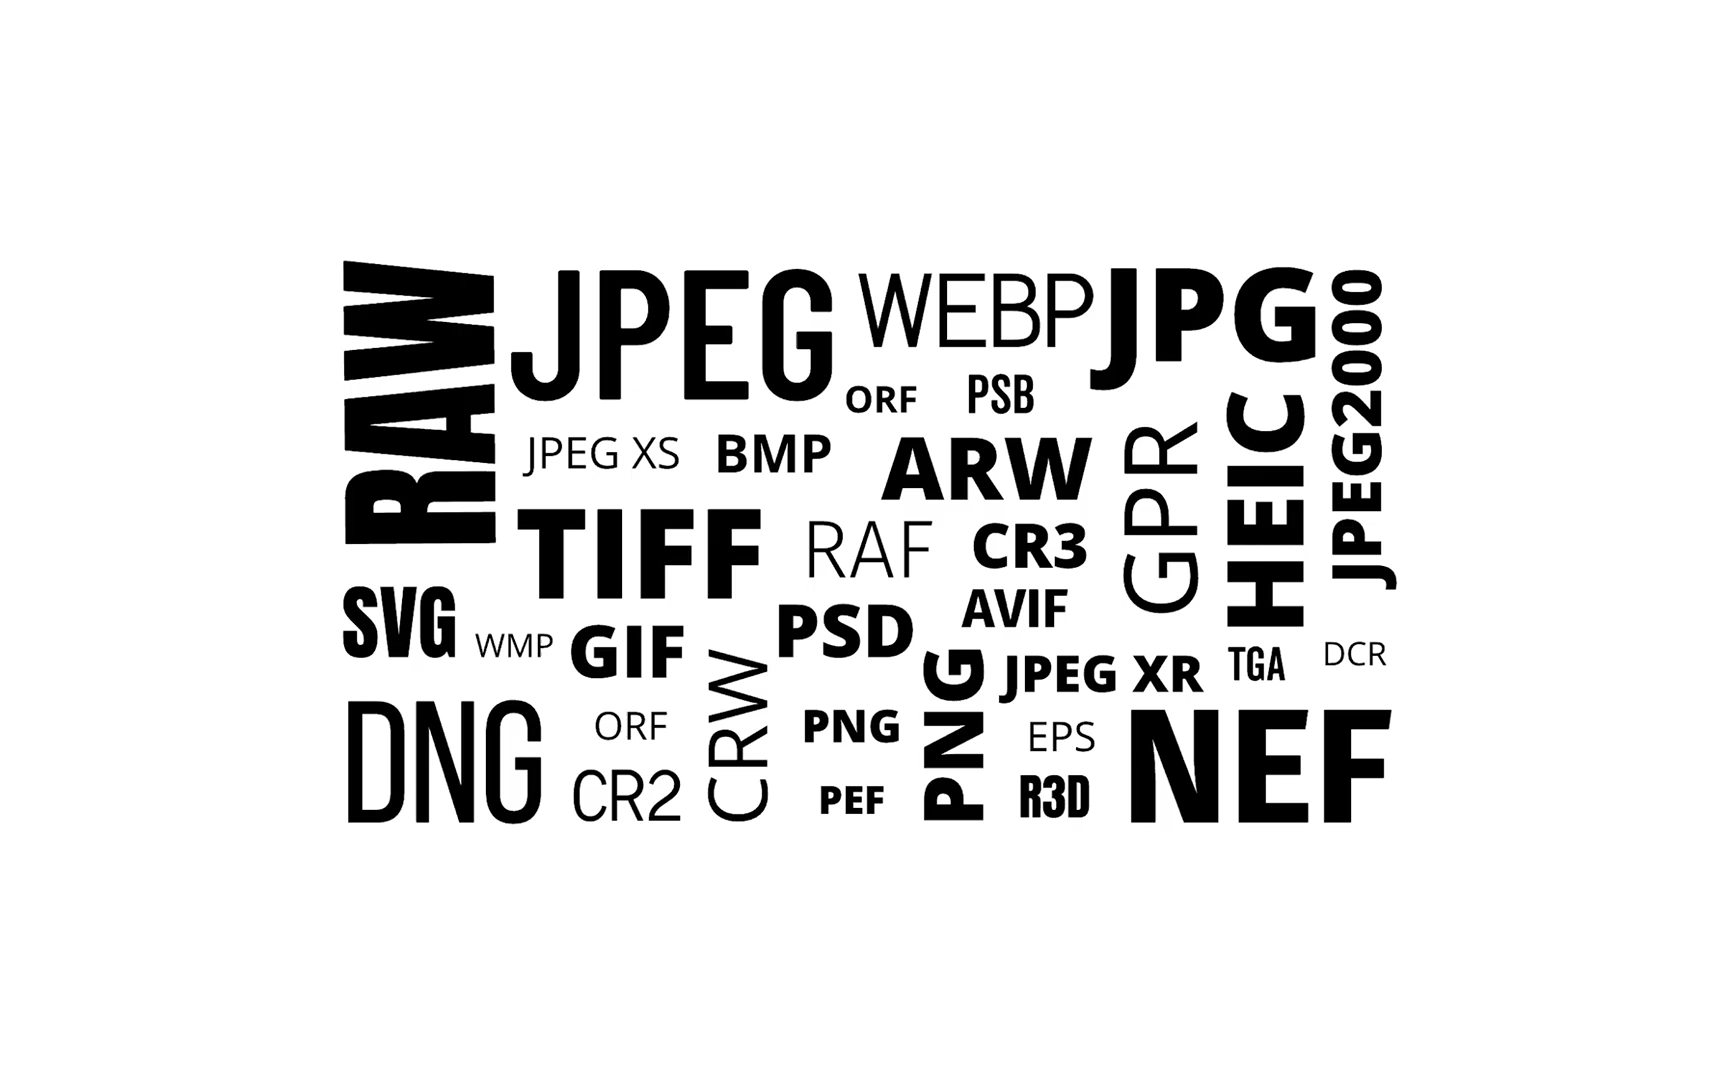 RAW
JPEG
WEBP
JPG
JPEG2000
ORF
PSB
HEIC
JPEG XS
BMP
ARW
GPR
TIFF
RAF
CR3
SVG
WMP
GIF
PSD
AVIF
CRW
PNG
JPEG XR
TGA
DCR
DNG
ORF
PNG
EPS
NEF
CR2
PEF
R3D